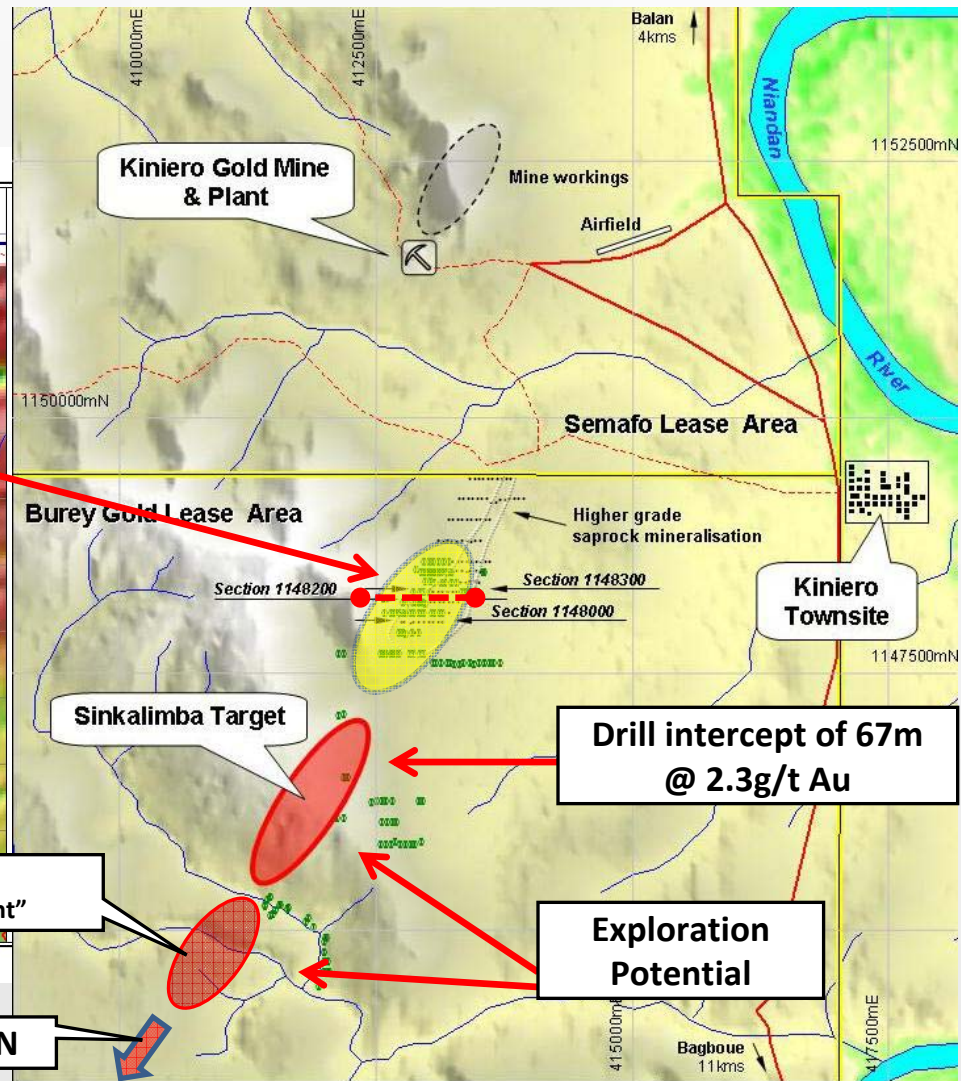 410000mE
412500mE
Balan
4kms
Niandan
1152500mN
Kiniero Gold Mine
& Plant
Mine workings
Airfield
River
1150000mN
Semafo Lease Area
Burey Gold Lease Area
Higher grade
saprock mineralisation
Section 1148200
Section 1148300
Section 1148000
Kiniero
Townsite
1147500mN
Sinkalimba Target
Drill intercept of 67m
@ 2.3g/t Au
nt”
Exploration
Potential
N
415000mE
Bagboue
11kms
417500mE